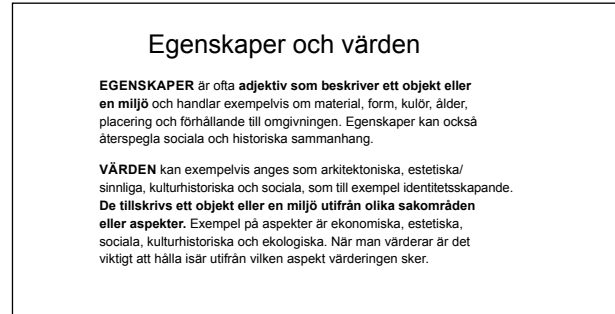 Egenskaper och värden
EGENSKAPER är ofta adjektiv som beskriver ett objekt eller
en miljö och handlar exempelvis om material, form, kulör, ålder,
placering och förhållande till omgivningen. Egenskaper kan också
återspegla sociala och historiska sammanhang.
VÄRDEN kan exempelvis anges som arkitektoniska, estetiska/
sinnliga, kulturhistoriska och sociala, som till exempel identitetsskapande.
De tillskrivs ett objekt eller en miljö utifrån olika sakområden
eller aspekter. Exempel på aspekter är ekonomiska, estetiska,
sociala, kulturhistoriska och ekologiska. När man värderar är det
viktigt att hålla isär utifrån vilken aspekt värderingen sker.